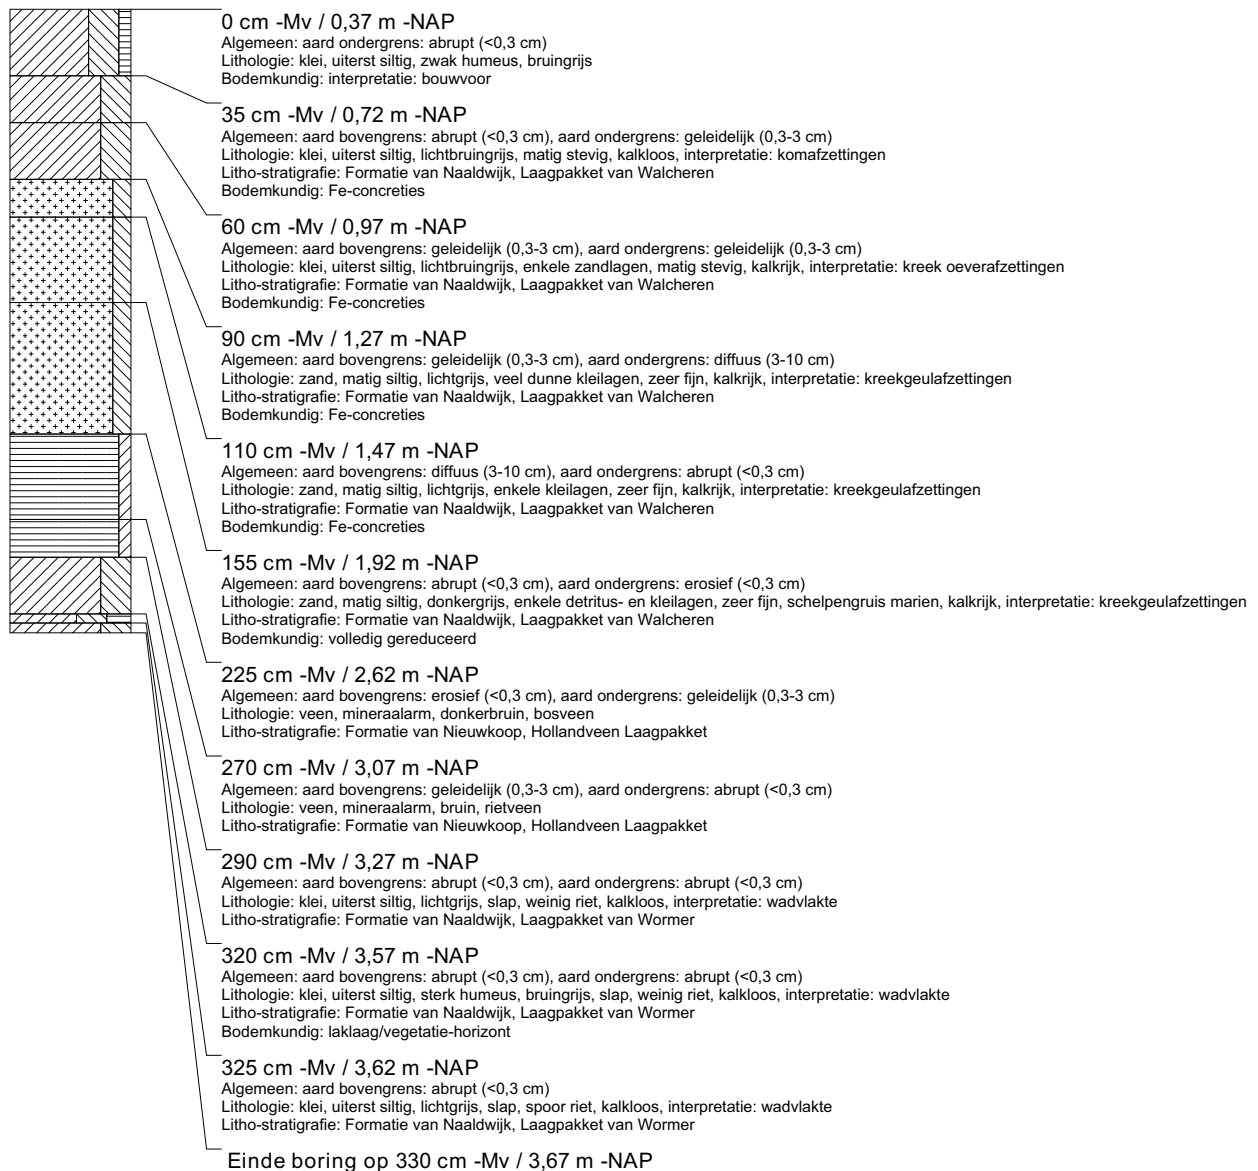 0 cm -Mv / 0,37 m -NAP
Algemeen: aard ondergrens: abrupt (<0,3 cm)
Lithologie: klei, uiterst siltig, zwak humeus, bruingrijs
Bodemkundig: interpretatie: bouwvoor
35 cm -Mv / 0,72 m -NAP
Algemeen: aard bovengrens: abrupt (<0,3 cm), aard ondergrens: geleidelijk (0,3-3 cm)
Lithologie: klei, uiterst siltig, lichtbruingrijs, matig stevig, kalkloos, interpretatie: komafzettingen
Litho-stratigrafie: Formatie van Naaldwijk, Laagpakket van Walcheren
Bodemkundig: Fe-concreties
60 cm -Mv / 0,97 m -NAP
Algemeen: aard bovengrens: geleidelijk (0,3-3 cm), aard ondergrens: geleidelijk (0,3-3 cm)
Lithologie: klei, uiterst siltig, lichtbruingrijs, enkele zandlagen, matig stevig, kalkrijk, interpretatie: kreek oeverafzettingen
Litho-stratigrafie: Formatie van Naaldwijk, Laagpakket van Walcheren
Bodemkundig: Fe-concreties
90 cm -Mv / 1,27 m -NAP
Algemeen: aard bovengrens: geleidelijk (0,3-3 cm), aard ondergrens: diffuus (3-10 cm)
Lithologie: zand, matig siltig, lichtgrijs, veel dunne kleilagen, zeer fijn, kalkrijk, interpretatie: kreekgeulafzettingen
Litho-stratigrafie: Formatie van Naaldwijk, Laagpakket van Walcheren
Bodemkundig: Fe-concreties
110 cm -Mv / 1,47 m -NAP
Algemeen: aard bovengrens: diffuus (3-10 cm), aard ondergrens: abrupt (<0,3 cm)
Lithologie: zand, matig siltig, lichtgrijs, enkele kleilagen, zeer fijn, kalkrijk, interpretatie: kreekgeulafzettingen
Litho-stratigrafie: Formatie van Naaldwijk, Laagpakket van Walcheren
Bodemkundig: Fe-concreties
155 cm -Mv / 1,92 m -NAP
Algemeen: aard bovengrens: abrupt (<0,3 cm), aard ondergrens: erosief (<0,3 cm)
Lithologie: zand, matig siltig, donkergrijs, enkele detritus- en kleilagen, zeer fijn, schelpengruis marien, kalkrijk, interpretatie: kreekgeulafzettingen
Litho-stratigrafie: Formatie van Naaldwijk, Laagpakket van Walcheren
Bodemkundig: volledig gereduceerd
225 cm -Mv / 2,62 m -NAP
Algemeen: aard bovengrens: erosief (<0,3 cm), aard ondergrens: geleidelijk (0,3-3 cm)
Lithologie: veen, mineraalarm, donkerbruin, bosveen
Litho-stratigrafie: Formatie van Nieuwkoop, Hollandveen Laagpakket
270 cm -Mv / 3,07 m -NAP
Algemeen: aard bovengrens: geleidelijk (0,3-3 cm), aard ondergrens: abrupt (<0,3 cm)
Lithologie: veen, mineraalarm, bruin, rietveen
Litho-stratigrafie: Formatie van Nieuwkoop, Hollandveen Laagpakket
290 cm -Mv / 3,27 m -NAP
Algemeen: aard bovengrens: abrupt (<0,3 cm), aard ondergrens: abrupt (<0,3 cm)
Lithologie: klei, uiterst siltig, lichtgrijs, slap, weinig riet, kalkloos, interpretatie: wadvlakte
Litho-stratigrafie: Formatie van Naaldwijk, Laagpakket van Wormer
320 cm -Mv / 3,57 m -NAP
Algemeen: aard bovengrens: abrupt (<0,3 cm), aard ondergrens: abrupt (<0,3 cm)
Lithologie: klei, uiterst siltig, sterk humeus, bruingrijs, slap, weinig riet, kalkloos, interpretatie: wadvlakte
Litho-stratigrafie: Formatie van Naaldwijk, Laagpakket van Wormer
Bodemkundig: laklaag/vegetatie-horizont
325 cm -Mv / 3,62 m -NAP
Algemeen: aard bovengrens: abrupt (<0,3 cm)
Lithologie: klei, uiterst siltig, lichtgrijs, slap, spoor riet, kalkloos, interpretatie: wadvlakte
Litho-stratigrafie: Formatie van Naaldwijk, Laagpakket van Wormer
Einde boring op 330 cm -Mv / 3,67 m -NAP